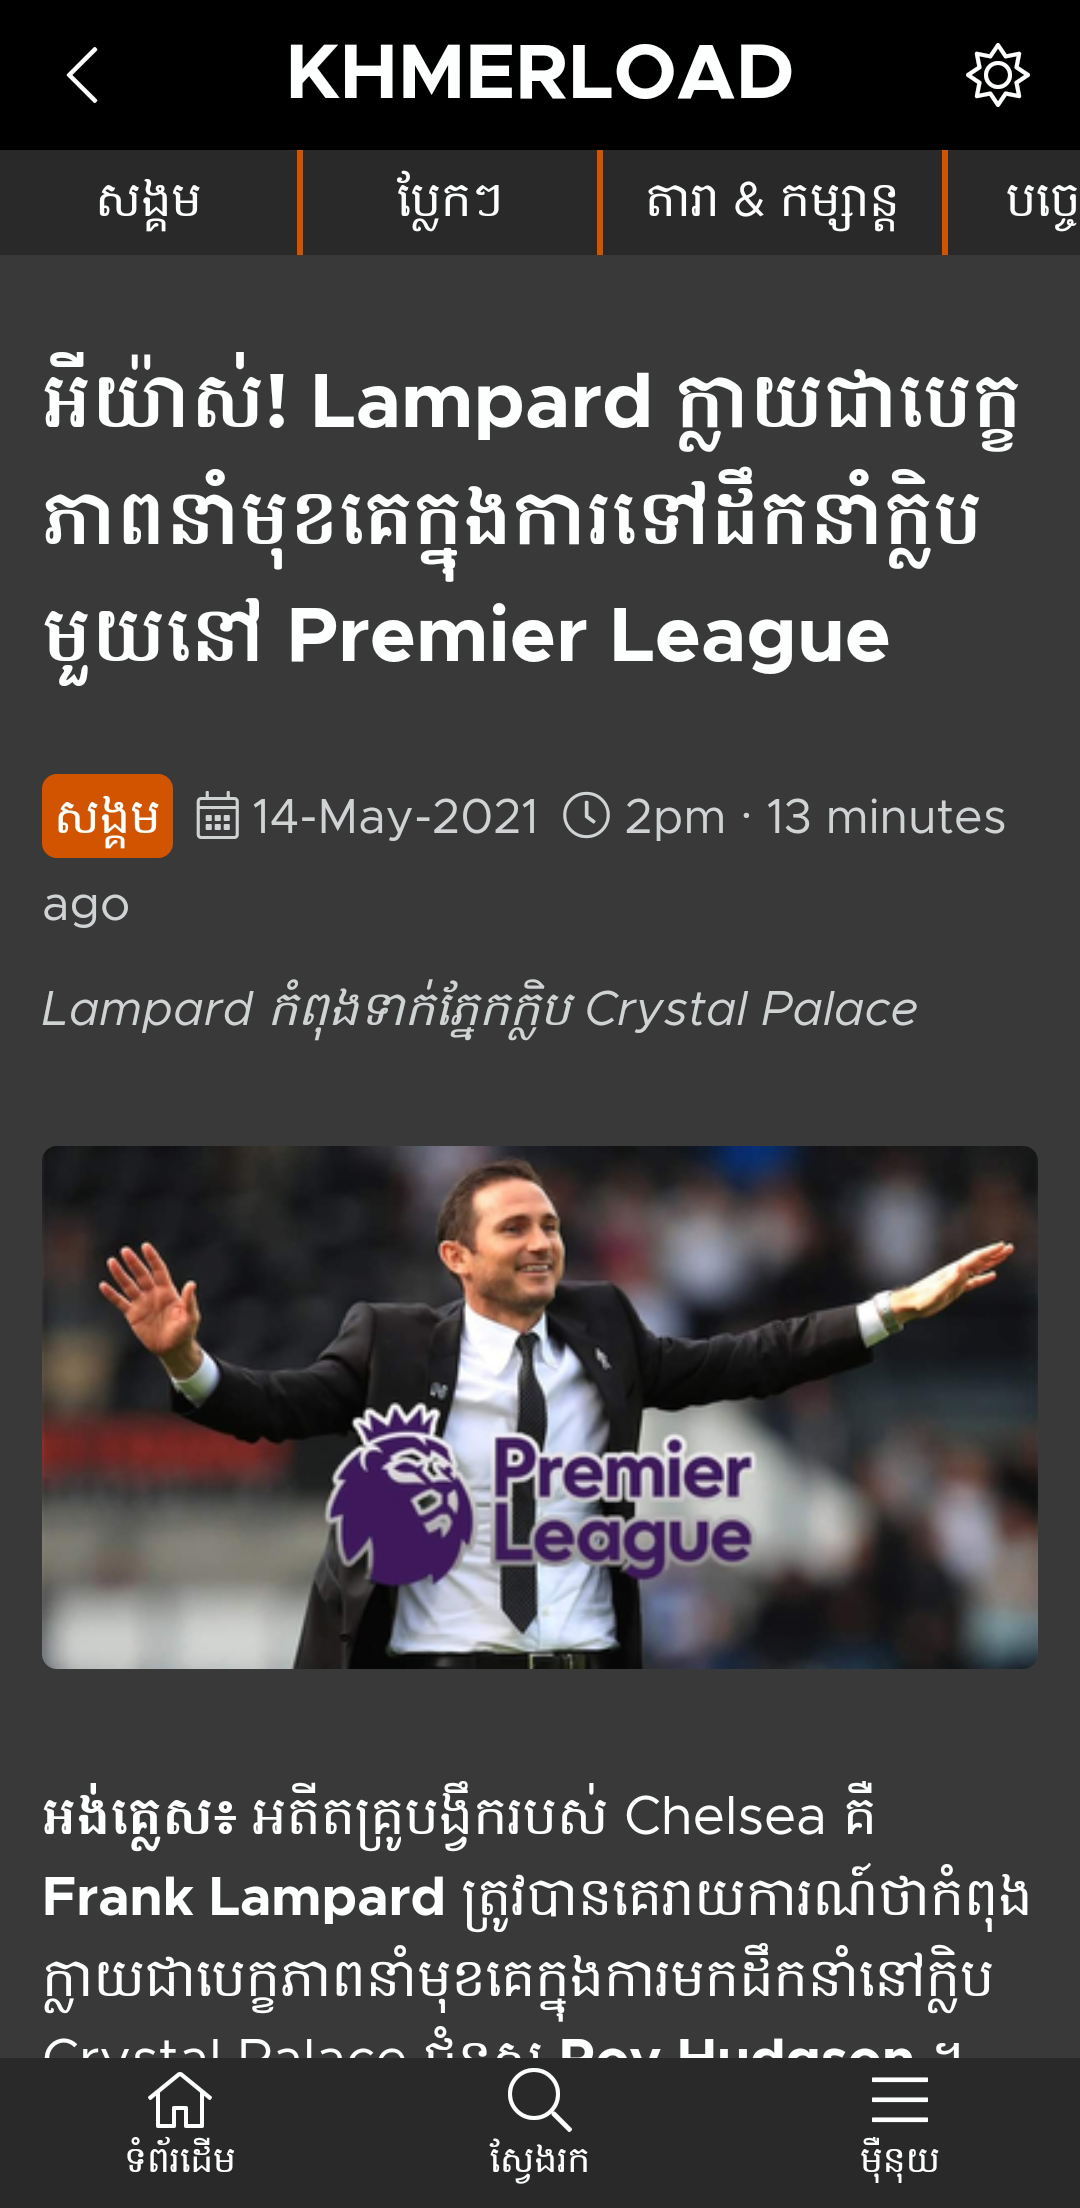 KHMERLOAD
សង្គម
ប្លែកៗ
តារា & កម្សាន្ត
បច្ចេ
អីយ៉ាស់! Lampard ក្លាយជាបេក្ខ
ភាពនាំមុខគេក្នុងការទៅដឹកនាំក្លិប
មួយនៅ Premier League
សង្គម 14-May-2021 2pm · 13 minutes
ago
Lampard កំពុងទាក់ភ្នែកក្លិប Crystal Palace
Premier
League
អង់គ្លេស៖ អតីតគ្រូបង្វឹករបស់ Chelsea គឺ
Frank Lampard ត្រូវបានគេរាយការណ៍ថាកំពុង
ក្លាយជាបេក្ខភាពនាំមុខគេក្នុងការមកដឹកនាំនៅក្លិប
Crystal Palace ជំនួស Roy Hudgson ។
ទំព័រដើម
ស្វែងរក
ម៉ឺនុយ